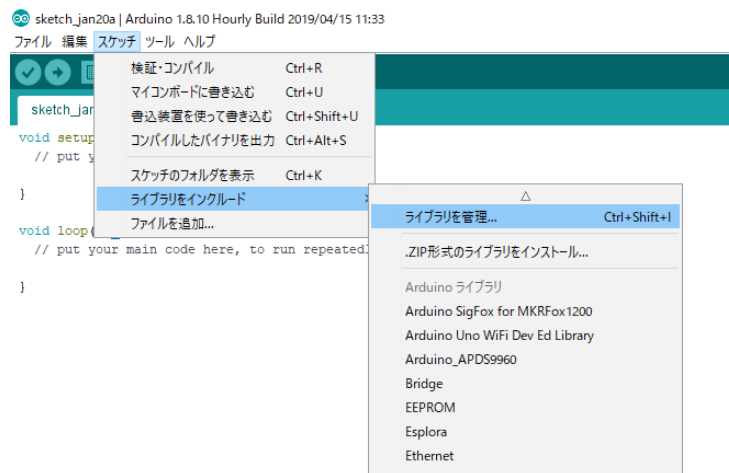 sketch_jan20a | Arduino 1.8.10 Hourly Build 2019/04/15 11:33
ファイル 編集 スケッチ ツール ヘルプ
検証・コンパイル Ctrl+R
マイコンボードに書き込む Ctrl+U
書込装置を使って書き込む Ctrl+Shift+U
コンパイルしたバイナリを出力 Ctrl+Alt+S
スケッチのフォルダを表示 Ctrl+K
ライブラリをインクルード
ファイルを追加...
sketch_jan
void setup
// put y
}
void loop(
// put your main code here, to run repeatedl
}
ライブラリを管理... Ctrl+Shift+I
.ZIP形式のライブラリをインストール...
Arduino ライブラリ
Arduino SigFox for MKRFox1200
Arduino Uno WiFi Dev Ed Library
Arduino_APDS9960
Bridge
EEPROM
Esplora
Ethernet